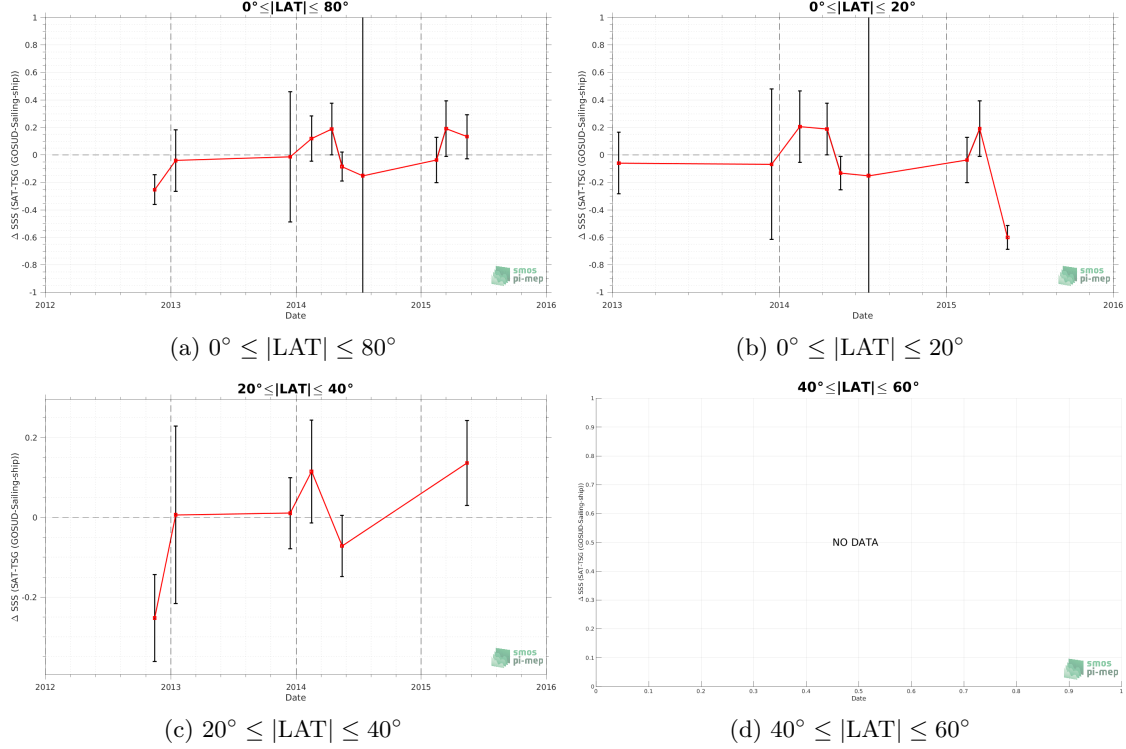 0°≤|LAT|≤ 80°
1
0.8
0.6
0.4
0.2
0
-0.2
-0.4
-0.6
-0.8
-1
Δ SSS (SAT-TSG (GOSUD-Sailing-ship))
2012
2013
2014
2015
2016
Date
smos
pi-mep
(a) 0° ≤ |LAT| ≤ 80°
0°≤|LAT|≤ 20°
1
0.8
0.6
0.4
0.2
0
-0.2
-0.4
-0.6
-0.8
-1
Δ SSS (SAT-TSG (GOSUD-Sailing-ship))
2013
2014
2015
2016
Date
smos
pi-mep
(b) 0° ≤ |LAT| ≤ 20°
20°≤|LAT|≤ 40°
0.2
0
-0.2
Δ SSS (SAT-TSG (GOSUD-Sailing-ship))
2012
2013
2014
2015
2016
Date
smos
pi-mep
(c) 20° ≤ |LAT| ≤ 40°
40°≤|LAT|≤ 60°
1
0.9
0.8
0.7
0.6
0.5
0.4
0.3
0.2
0.1
0
Δ SSS (SAT-TSG (GOSUD-Sailing-ship))
NO DATA
0
0.1
0.2
0.3
0.4
0.5
0.6
0.7
0.8
0.9
1
Date
smos
pi-mep
(d) 40° ≤ |LAT| ≤ 60°